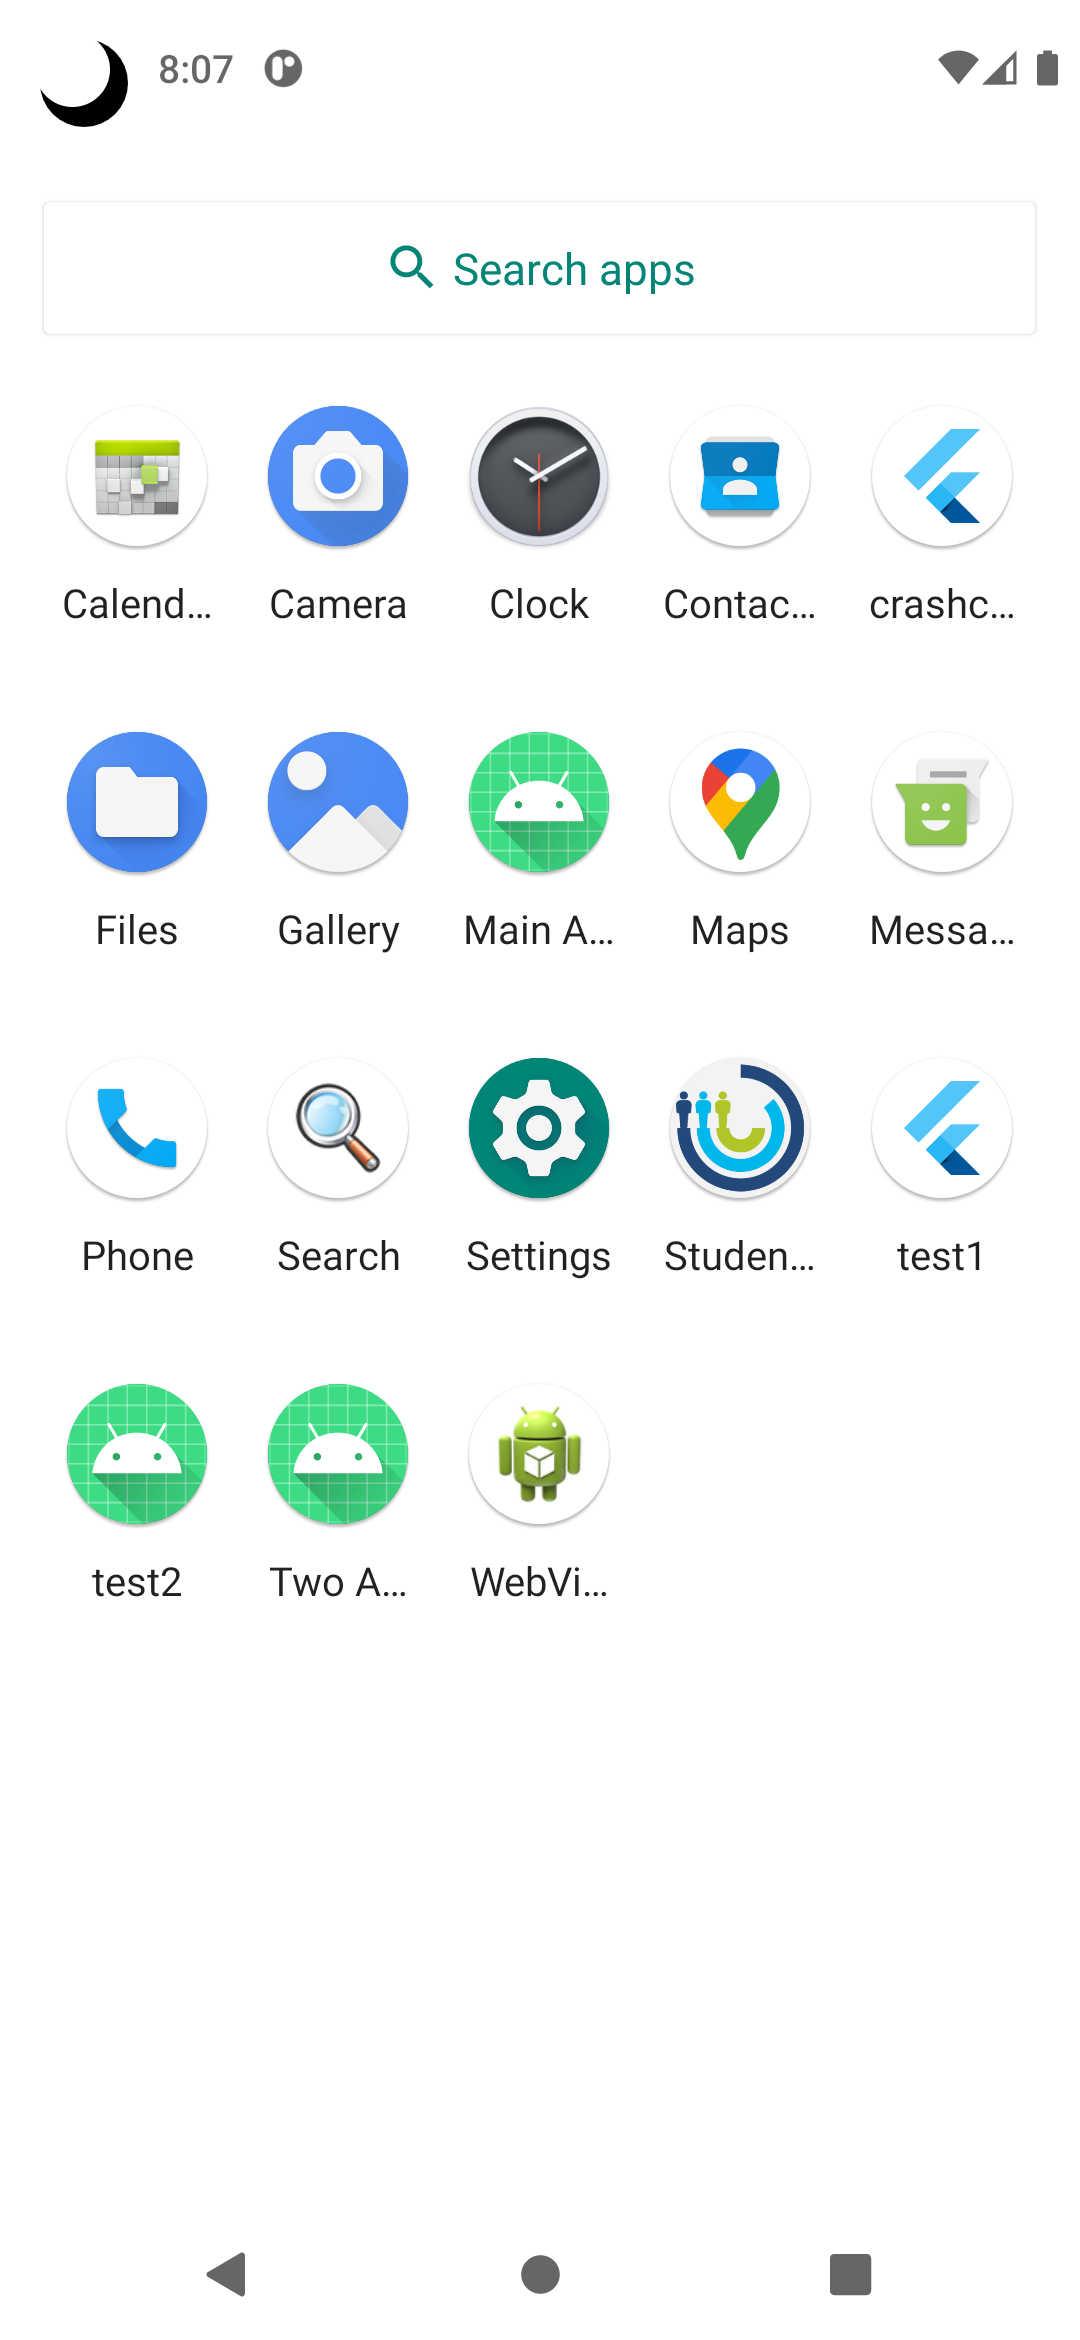 8:07
Search apps
Calend...
Camera
Clock
Contac...
crashc...
Files
Gallery
Main A...
Maps
Messa...
Phone
Search
Settings
Studen...
test1
test2
Two A...
WebVi...